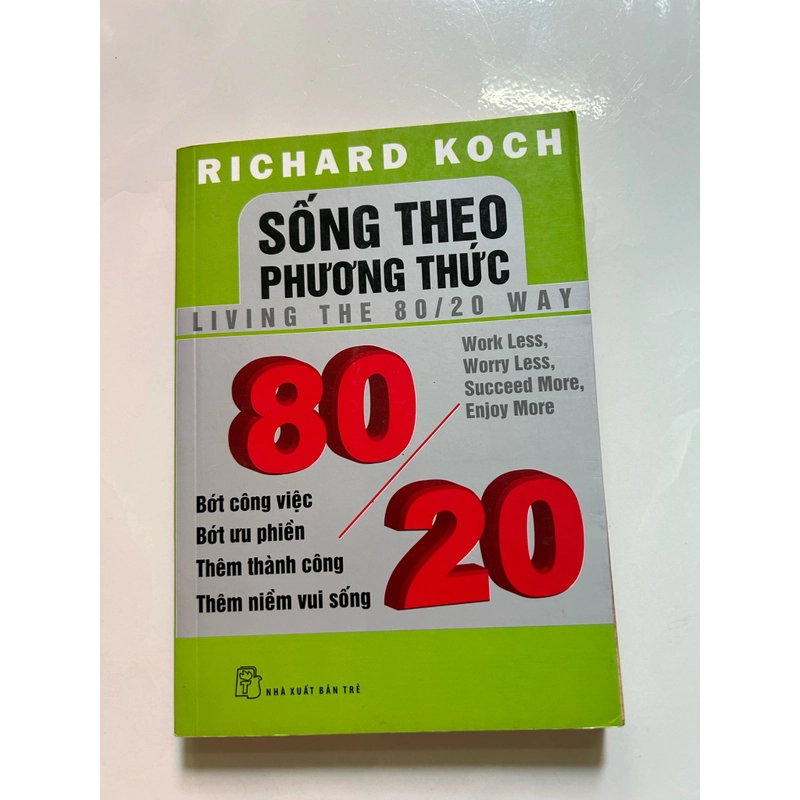 RICHARD KOCH
SỐNG THEO
PHƯƠNG THỨC
LIVING THE 80/20 WAY
80/20
Work Less,
Worry Less,
Succeed More,
Enjoy More
Bớt công việc
Bớt ưu phiền
Thêm thành công
Thêm niềm vui sống
T
NHÀ XUẤT BẢN TRẺ